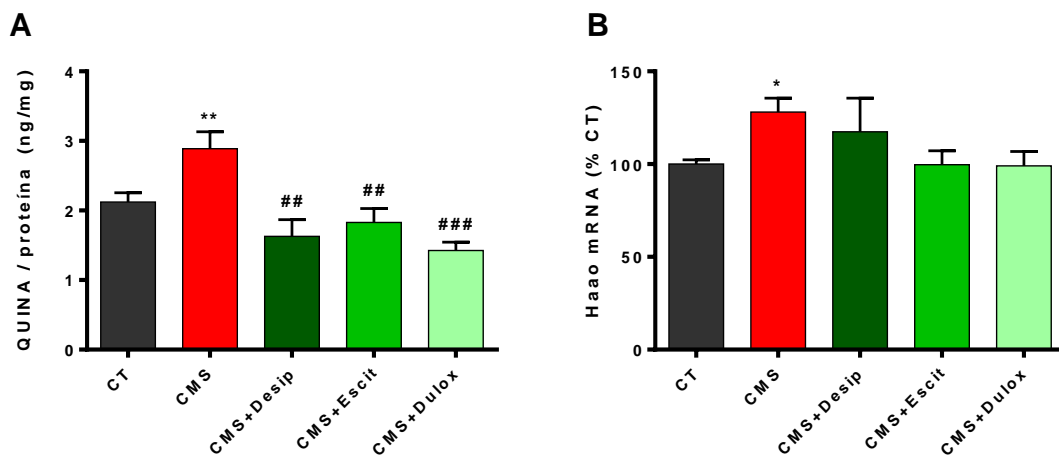 A
QUINA / proteína (ng/mg)
4
3
2
1
0
**
##
##
###
CT
CMS
CMS+Desip
CMS+Escit
CMS+Dulox
B
Haao mRNA (% CT)
150
100
50
0
*
CT
CMS
CMS+Desip
CMS+Escit
CMS+Dulox